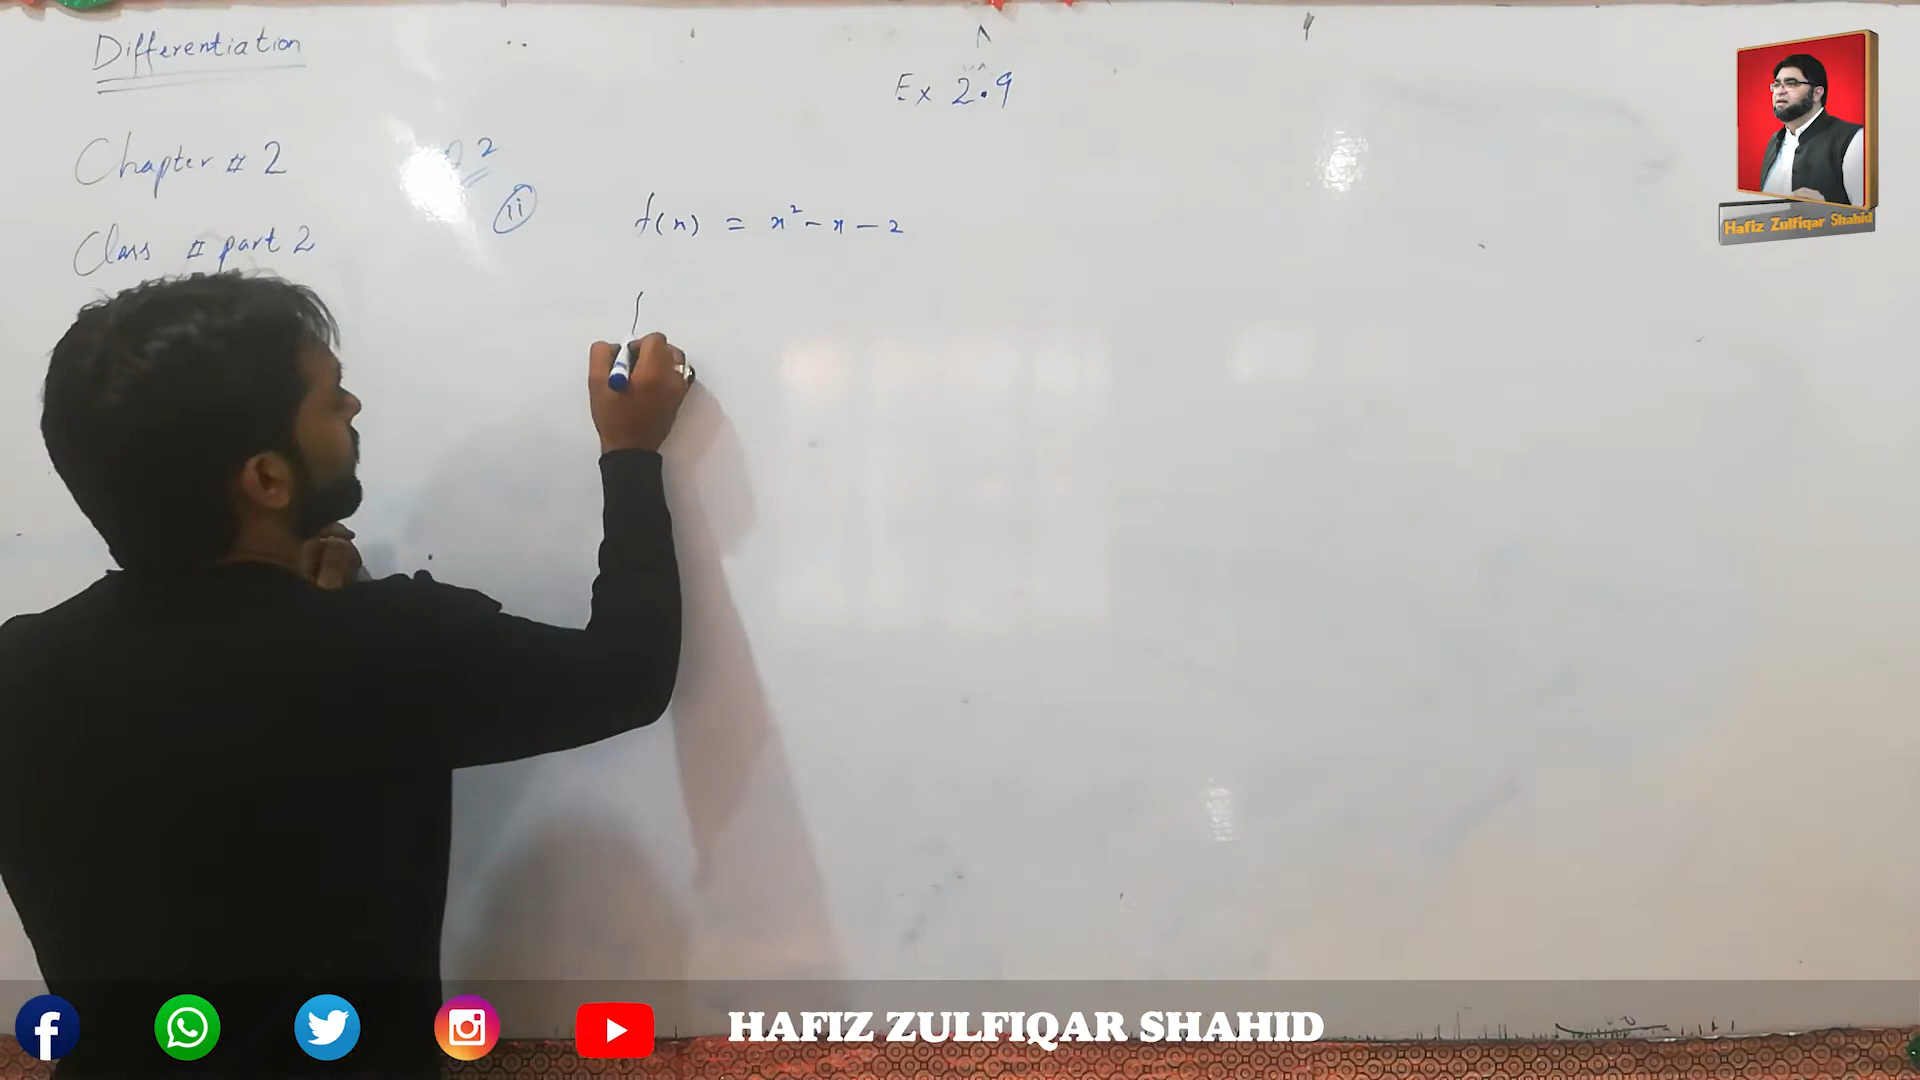 Differentiation
Ex 2.9
Chapter # 2
Q 2
Class # part 2
ii
f(x) = x² - x - 2
Hafiz Zulfiqar Shahid
HAFIZ ZULFIQAR SHAHID